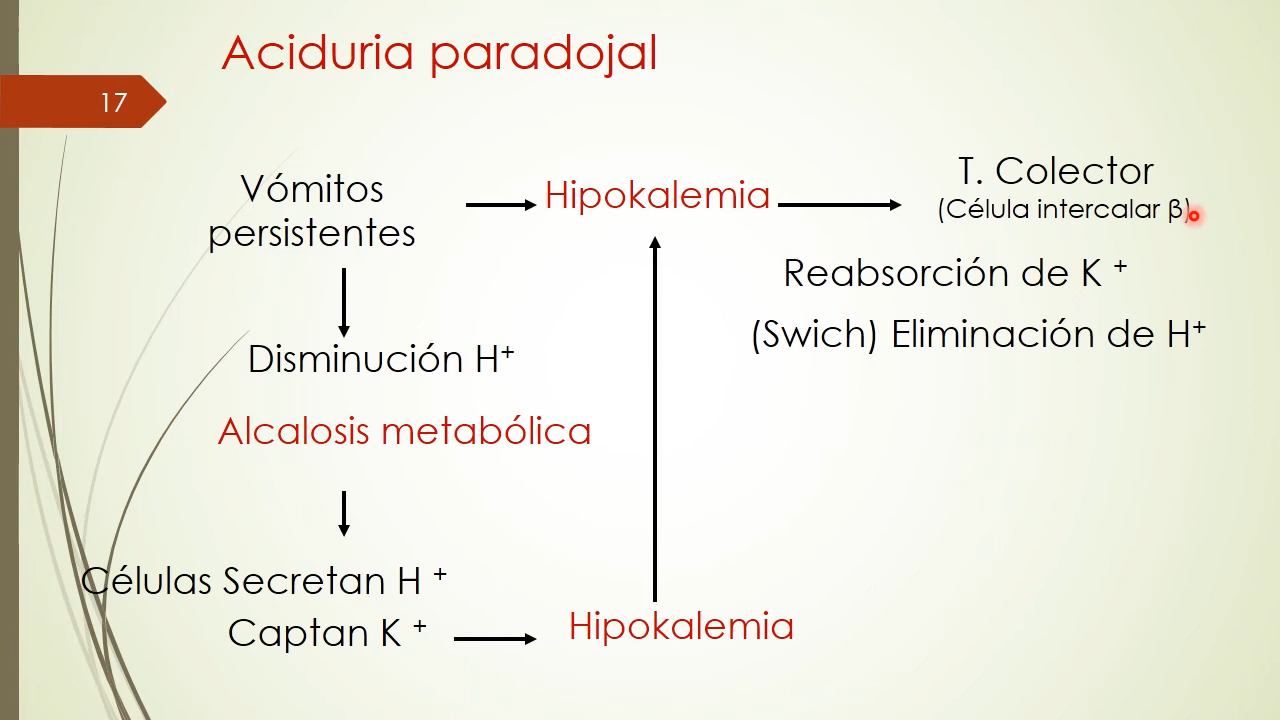 Aciduria paradojal
17
Vómitos
persistentes
Hipokalemia
T. Colector
(Célula intercalar β)
Reabsorción de K +
(Swich) Eliminación de H+
Disminución H+
Alcalosis metabólica
Células Secretan H +
Captan K +
Hipokalemia